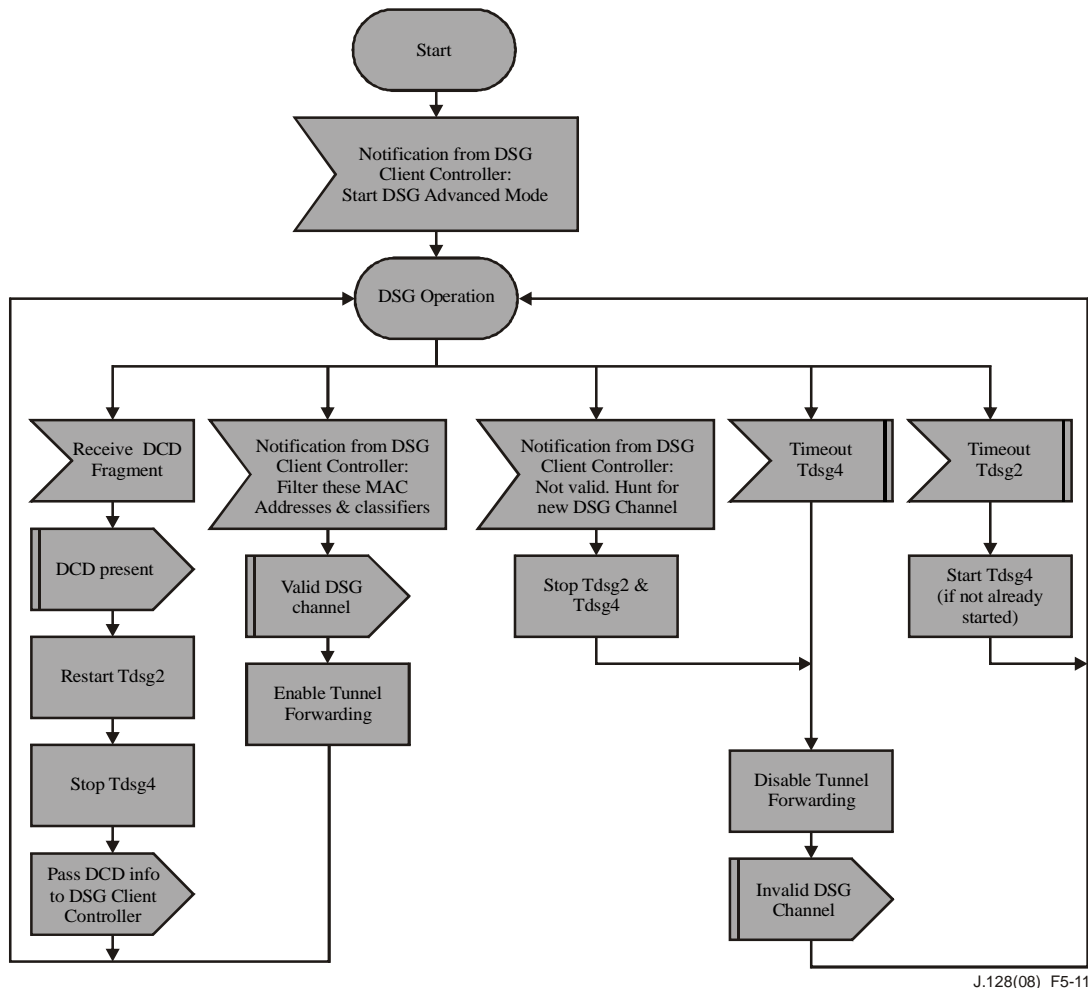 Start
Notification from DSG
Client Controller:
Start DSG Advanced Mode
DSG Operation
Receive DCD
Fragment
DCD present
Restart Tdsg2
Stop Tdsg4
Pass DCD info
to DSG Client
Controller
Notification from DSG
Client Controller:
Filter these MAC
Addresses & classifiers
Valid DSG
channel
Enable Tunnel
Forwarding
Notification from DSG
Client Controller:
Not valid. Hunt for
new DSG Channel
Stop Tdsg2 &
Tdsg4
Timeout
Tdsg4
Disable Tunnel
Forwarding
Invalid DSG
Channel
Timeout
Tdsg2
Start Tdsg4
(if not already
started)
J.128(08)_F5-11